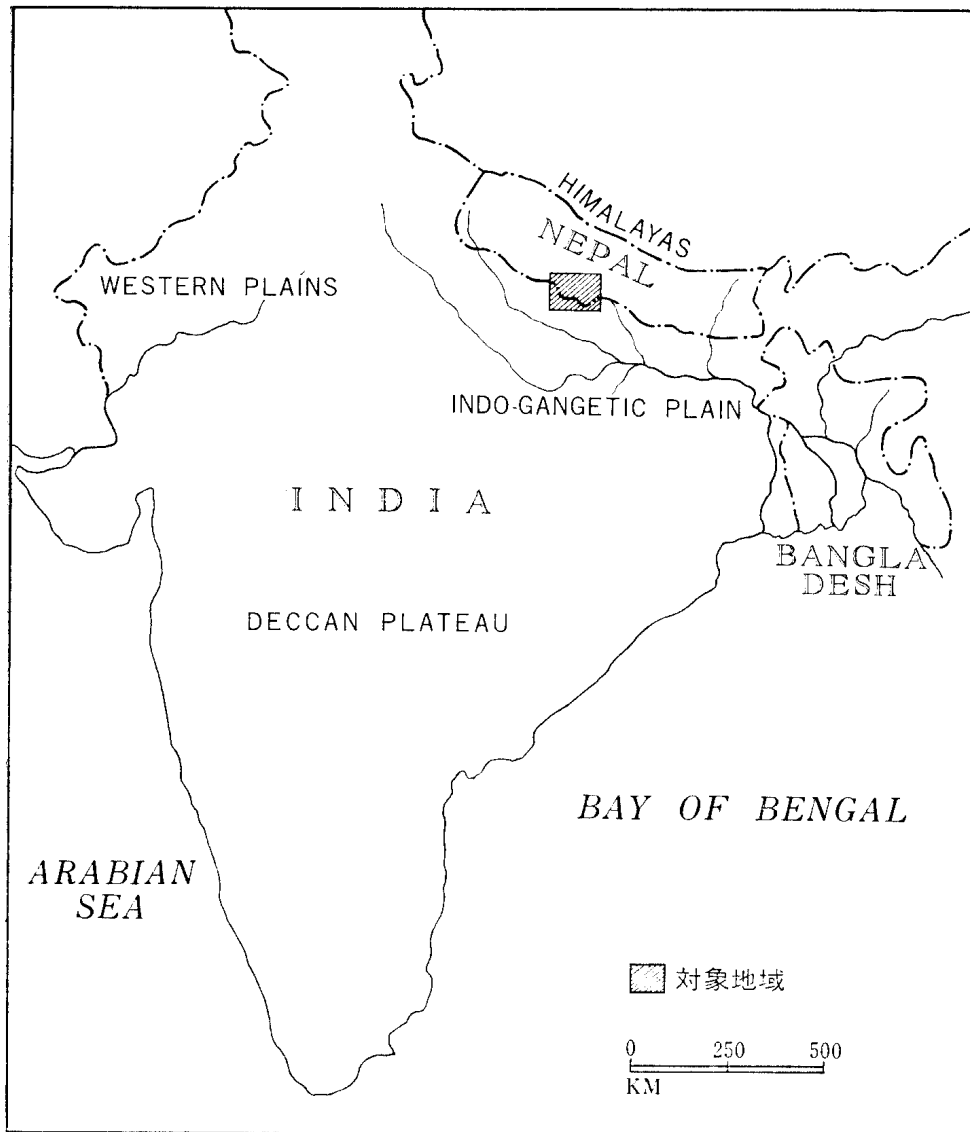 HIMALAYAS
NEPAL
WESTERN PLAINS
INDO-GANGETIC PLAIN
INDIA
BANGLA
DESH
DECCAN PLATEAU
BAY OF BENGAL
ARABIAN
SEA
対象地域
0 250 500
KM